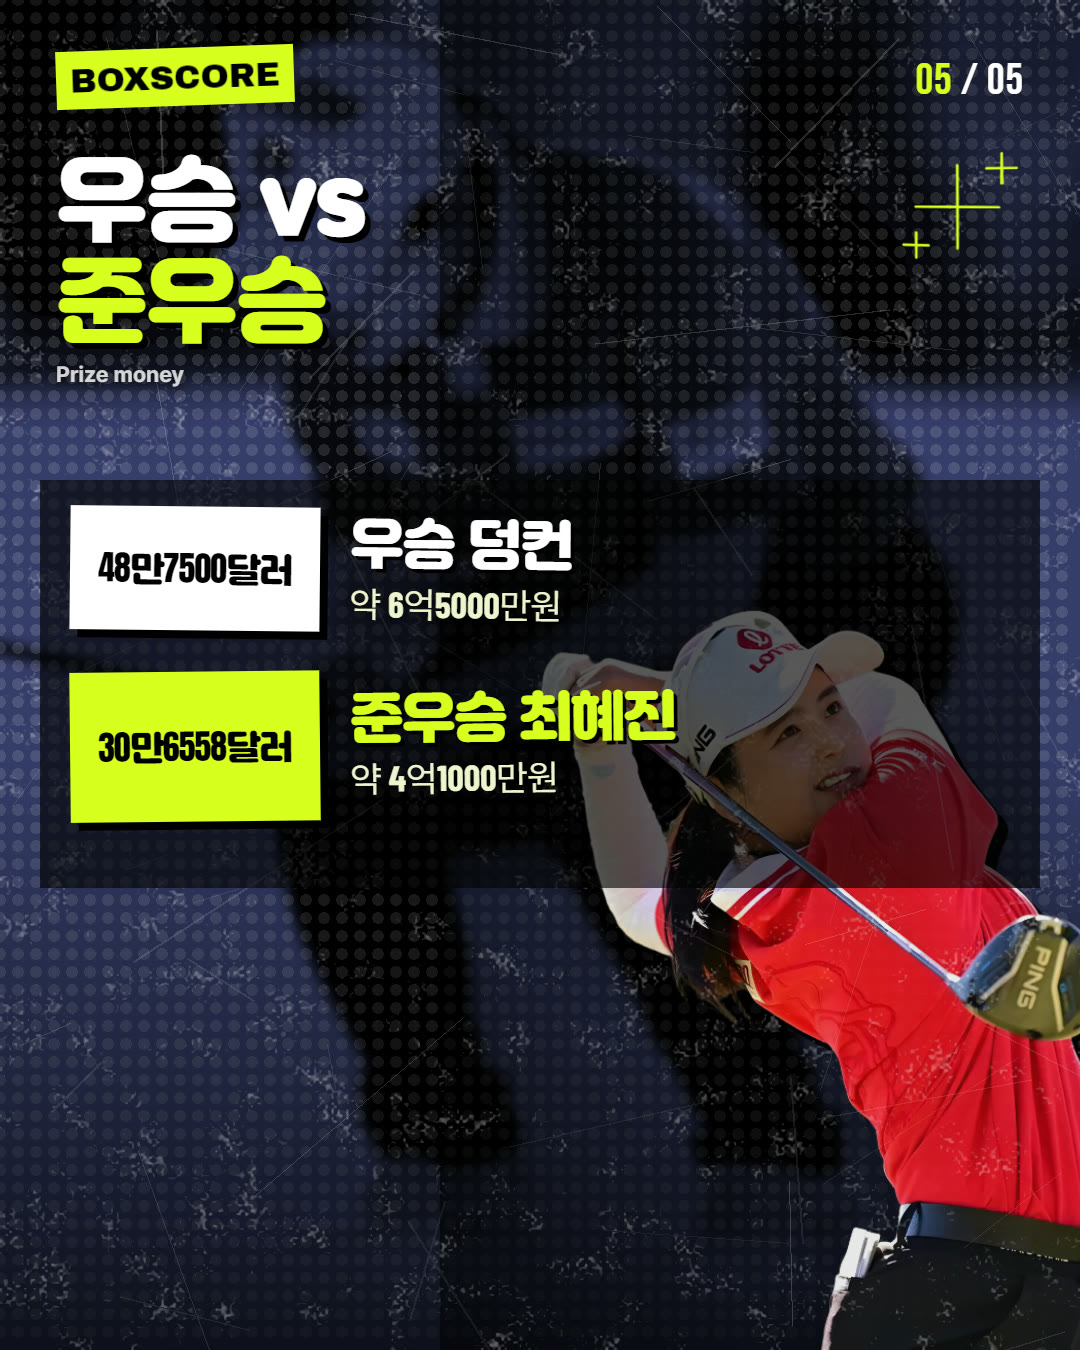 BOXSCORE
05 / 05
우승 vs
준우승
Prize money
48만7500달러
우승 덩컨
약 6억5000만원
30만6558달러
준우승 최혜진
약 4억1000만원
LOTTE
PING
PING